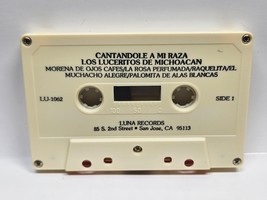 CANTANDOLE A MI RAZA
LOS LUCERITOS DE MICHOACAN
MORENA DE OJOS CAFES/LA ROSA PERFUMADA/RAQUELITA/EL
MUCHACHO ALEGRE/PALOMITA DE ALAS BLANCAS
LU-1062
SIDE 1
LUNA RECORDS
85 S. 2nd Street • San Jose, CA 95113